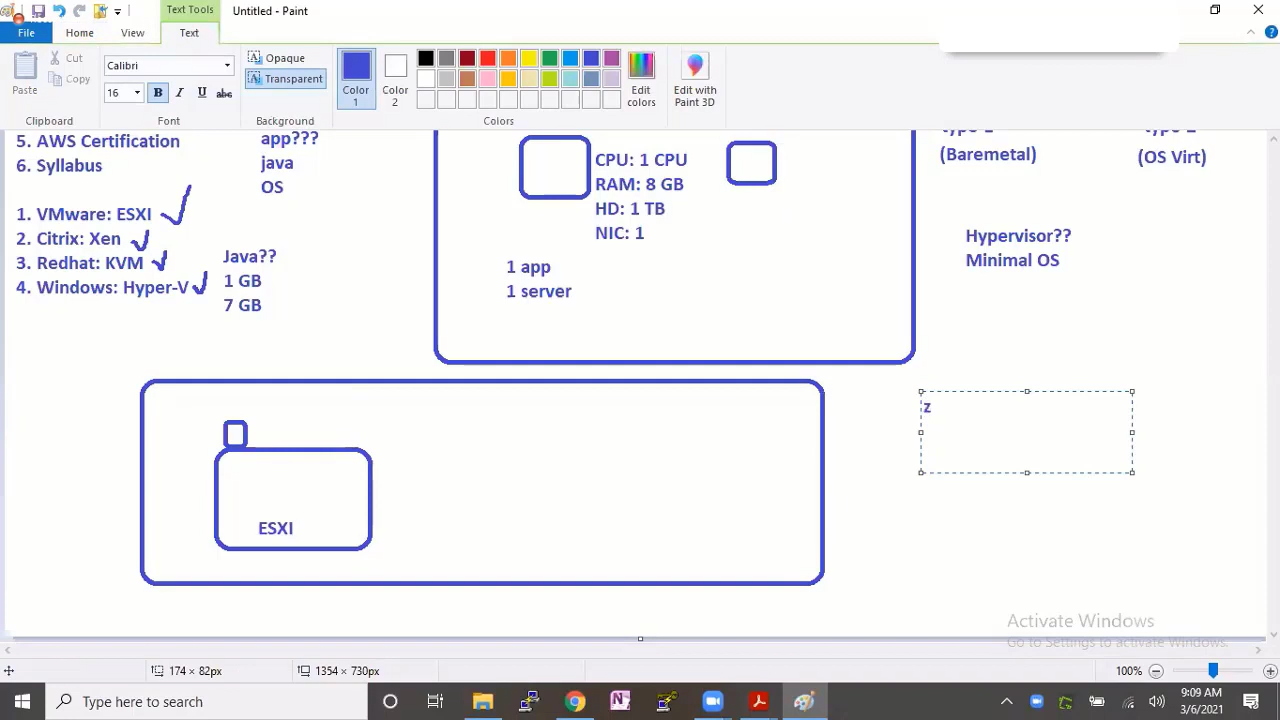 Text Tools
Untitled - Paint
File
Home
View
Text
Paste
Cut
Copy
Clipboard
Calibri
16
B
I
U
abc
Font
Opaque
Transparent
Background
Color
1
Color
2
Edit
colors
Edit with
Paint 3D
Colors
5. AWS Certification
6. Syllabus
app???
java
OS
1. VMware: ESXI
2. Citrix: Xen
3. Redhat: KVM
4. Windows: Hyper-V
Java??
1 GB
7 GB
CPU: 1 CPU
RAM: 8 GB
HD: 1 TB
NIC: 1
1 app
1 server
(Baremetal)
(OS Virt)
Hypervisor??
Minimal OS
z
ESXI
Activate Windows
Go to Settings to activate Windows.
174 × 82px
1354 × 730px
100%
Type here to search
9:09 AM
3/6/2021